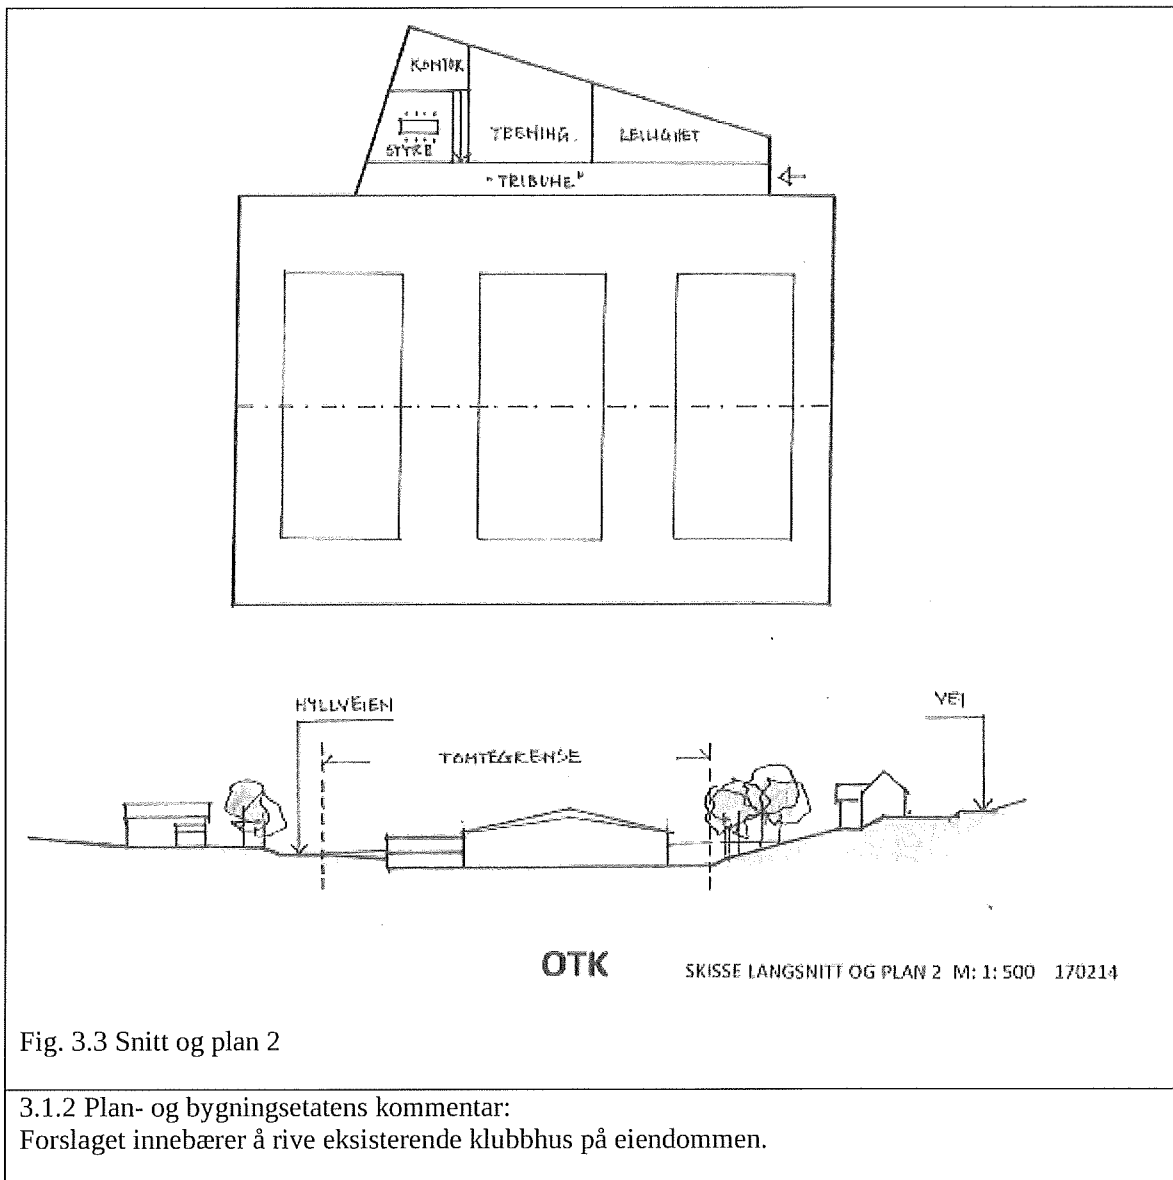 KONTOR
STYRE
TRENING.
LEILIGHET
"TRIBUNE"
HYLLVEIEN
VEI
TOMTEGRENSE
OTK
SKISSE LANGSNITT OG PLAN 2 M: 1: 500 170214
Fig. 3.3 Snitt og plan 2
3.1.2 Plan- og bygningsetatens kommentar:
Forslaget innebærer å rive eksisterende klubbhus på eiendommen.